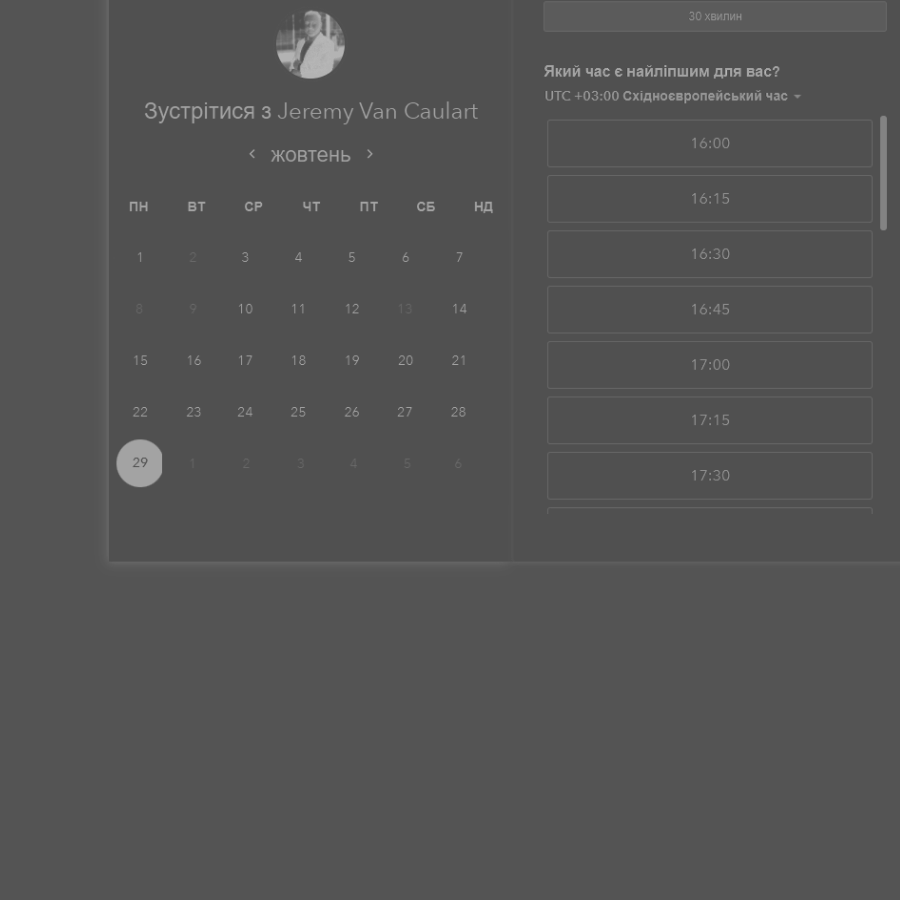 Зустрітися з Jeremy Van Caulart
жовтень
ПН ВТ СР ЧТ ПТ СБ НД
1 2 3 4 5 6 7
8 9 10 11 12 13 14
15 16 17 18 19 20 21
22 23 24 25 26 27 28
29 1 2 3 4 5 6
30 хвилин
Який час є найліпшим для вас?
UTC +03:00 Східноєвропейський час
16:00
16:15
16:30
16:45
17:00
17:15
17:30